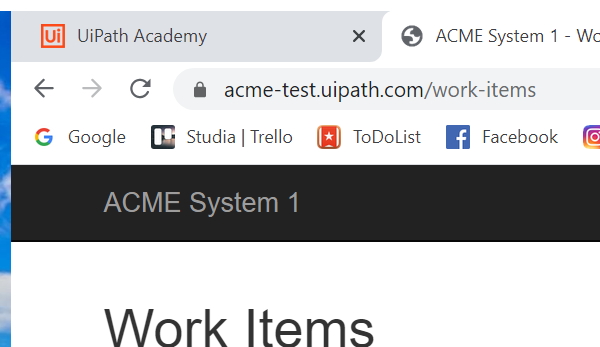 Ui UiPath Academy ACME System 1 - Wo
acme-test.uipath.com/work-items
G Google Studia | Trello ToDoList Facebook
ACME System 1
Work Items